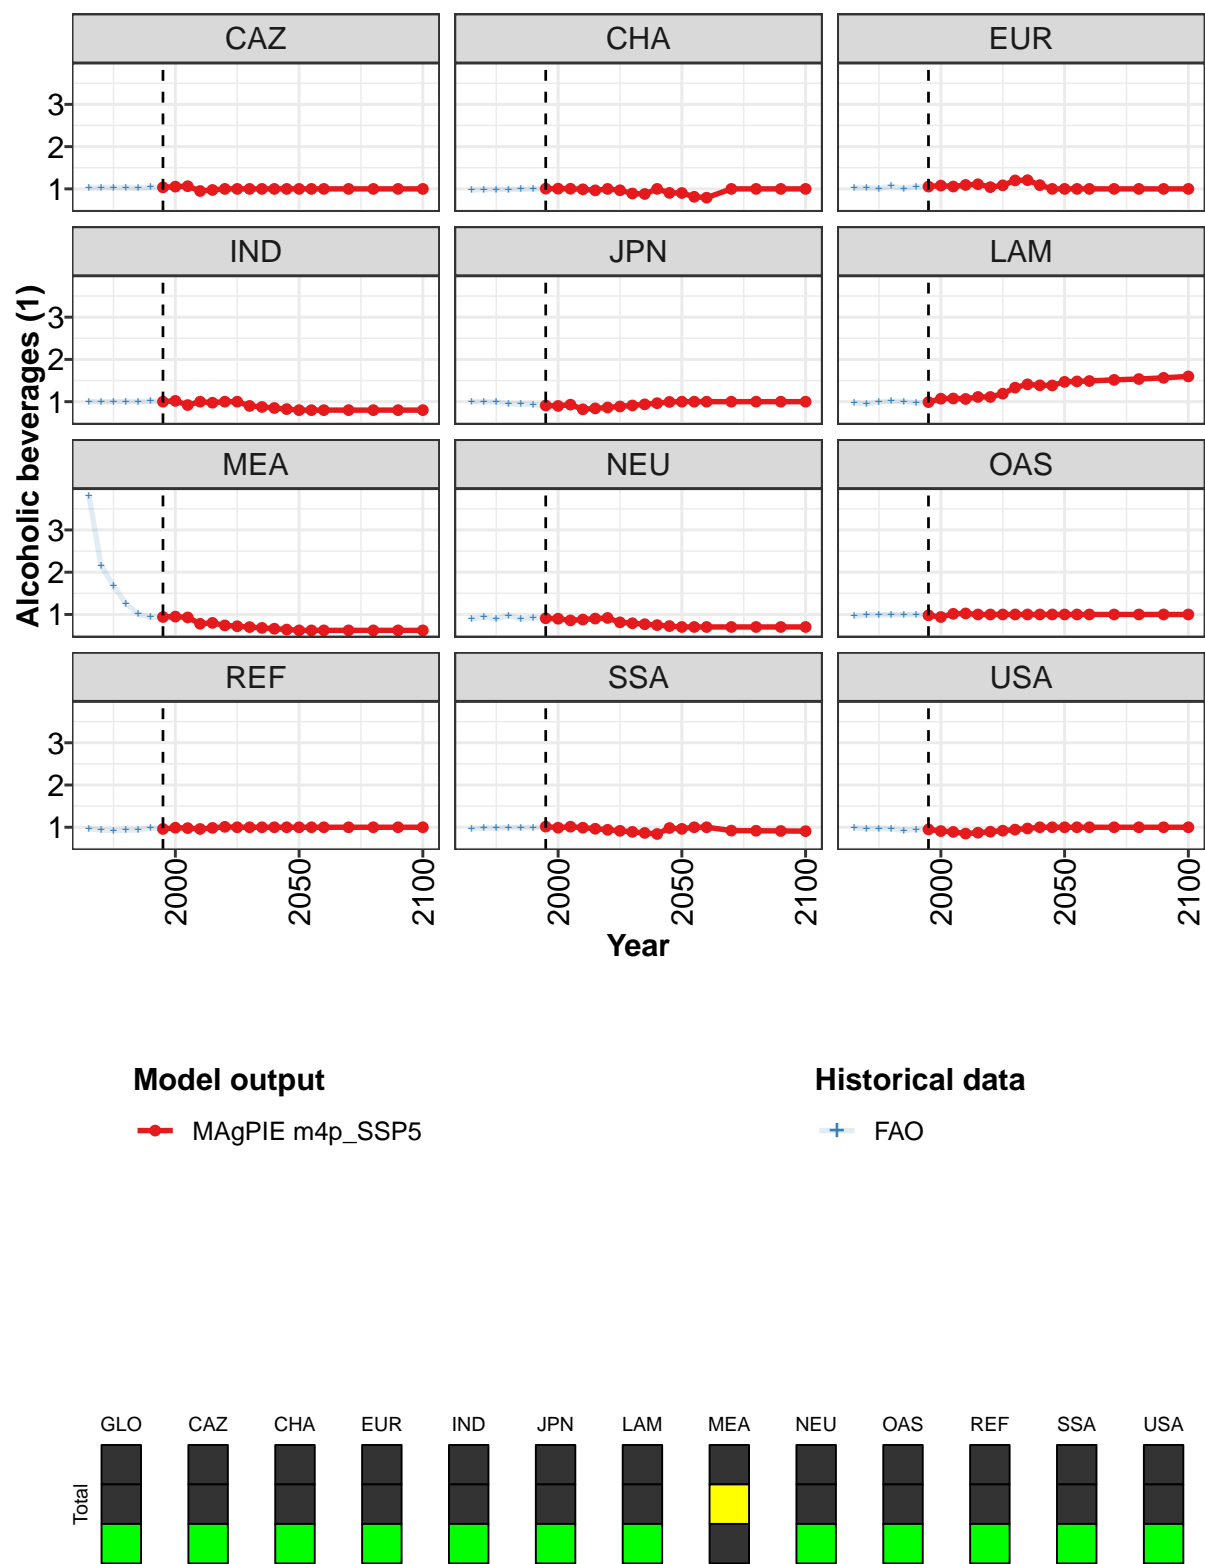 CAZ CHA EUR
3
2
1
IND JPN LAM
3
2
1
MEA NEU OAS
3
2
1
REF SSA USA
3
2
1
Alcoholic beverages (1)
2000 2050 2100 2000 2050 2100 2000 2050 2100
Year
Model output Historical data
MAgPIE m4p_SSP5 FAO
GLO CAZ CHA EUR IND JPN LAM MEA NEU OAS REF SSA USA
Total